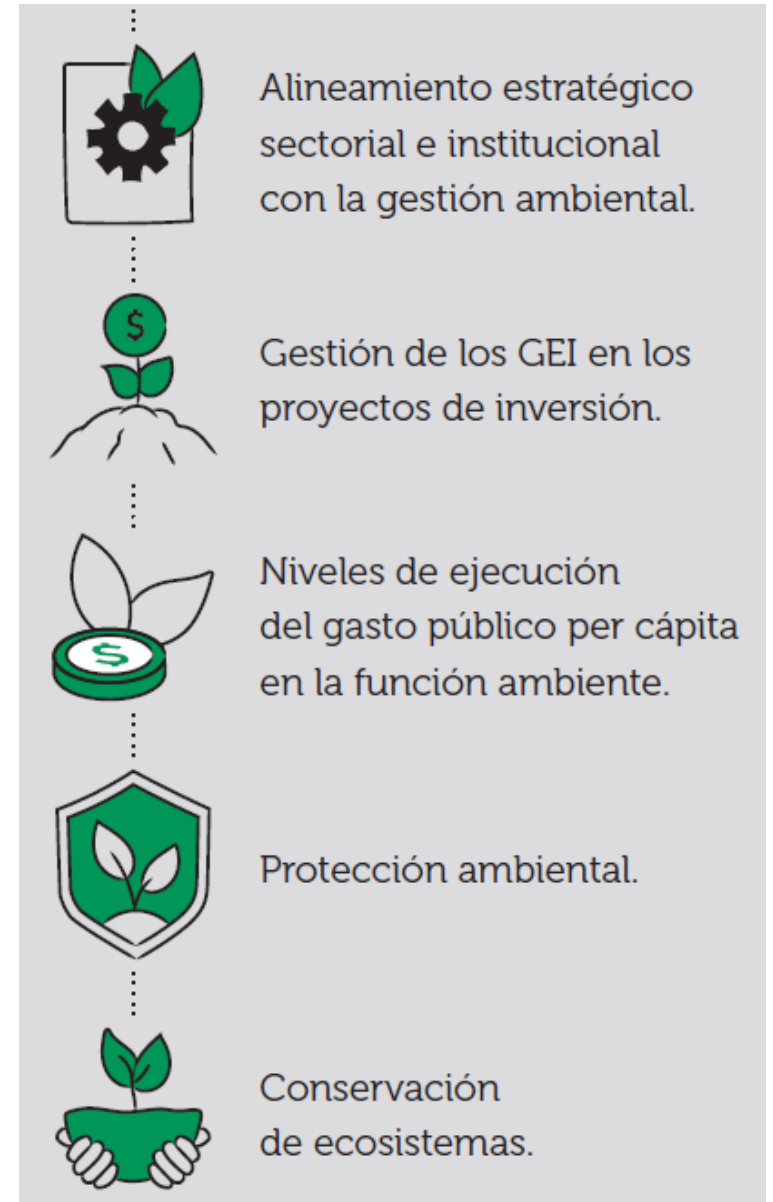 Alineamiento estratégico
sectorial e institucional
con la gestión ambiental.
$
Gestión de los GEI en los
proyectos de inversión.
Niveles de ejecución
del gasto público per cápita
$
en la función ambiente.
Protección ambiental.
Conservación
de ecosistemas.